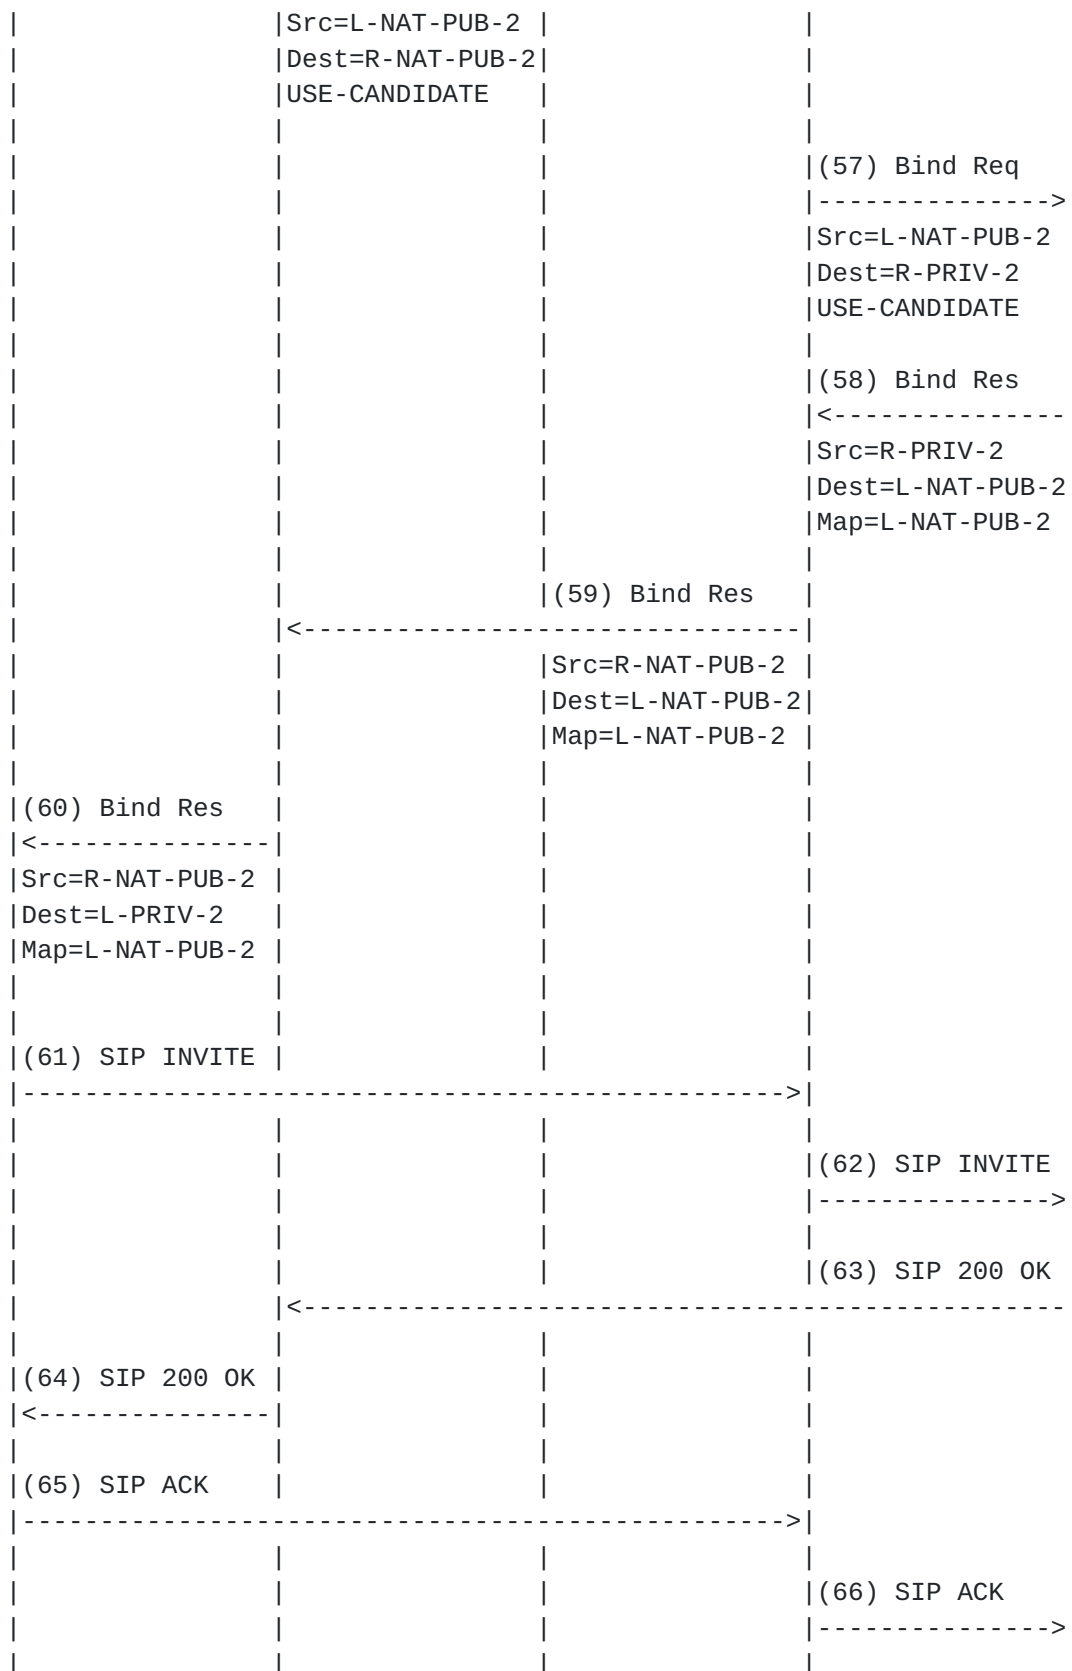 |                |Src=L-NAT-PUB-2 |                |
|                |Dest=R-NAT-PUB-2|                |
|                |USE-CANDIDATE   |                |
|                |                |                |
|                |                |                |(57) Bind Req
|                |                |                |--------------->
|                |                |                |Src=L-NAT-PUB-2
|                |                |                |Dest=R-PRIV-2
|                |                |                |USE-CANDIDATE
|                |                |                |
|                |                |                |(58) Bind Res
|                |                |                |<---------------
|                |                |                |Src=R-PRIV-2
|                |                |                |Dest=L-NAT-PUB-2
|                |                |                |Map=L-NAT-PUB-2
|                |                |                |
|                |                |(59) Bind Res   |
|                |<--------------------------------|
|                |                |Src=R-NAT-PUB-2 |
|                |                |Dest=L-NAT-PUB-2|
|                |                |Map=L-NAT-PUB-2 |
|                |                |                |
|(60) Bind Res   |                |                |
|<---------------|                |                |
|Src=R-NAT-PUB-2 |                |                |
|Dest=L-PRIV-2   |                |                |
|Map=L-NAT-PUB-2 |                |                |
|                |                |                |
|                |                |                |
|(61) SIP INVITE |                |                |
|------------------------------------------------->|
|                |                |                |
|                |                |                |(62) SIP INVITE
|                |                |                |--------------->
|                |                |                |
|                |                |                |(63) SIP 200 OK
|                |<-------------------------------------------------
|                |                |                |
|(64) SIP 200 OK |                |                |
|<---------------|                |                |
|                |                |                |
|(65) SIP ACK    |                |                |
|------------------------------------------------->|
|                |                |                |
|                |                |                |(66) SIP ACK
|                |                |                |--------------->
|                |                |                |